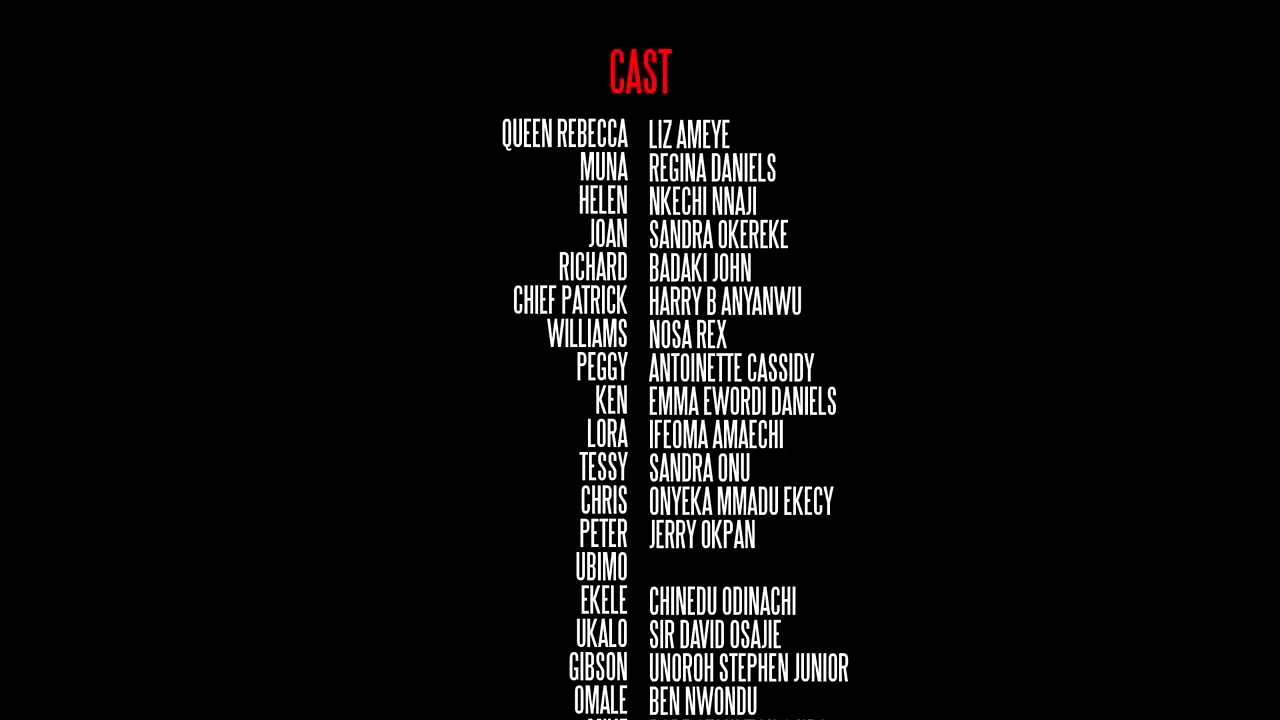 CAST
QUEEN REBECCA LIZ AMEYE
MUNA REGINA DANIELS
HELEN NKECHI NNAJI
JOAN SANDRA OKEREKE
RICHARD BADAKI JOHN
CHIEF PATRICK HARRY B ANYANWU
WILLIAMS NOSA REX
PEGGY ANTOINETTE CASSIDY
KEN EMMA EWORDI DANIELS
LORA IFEOMA AMAECHI
TESSY SANDRA ONU
CHRIS ONYEKA MMADU EKECY
PETER JERRY OKPAN
UBIMO
EKELE CHINEDU ODINACHI
UKALO SIR DAVID OSAJIE
GIBSON UNOROH STEPHEN JUNIOR
OMALE BEN NWONDU